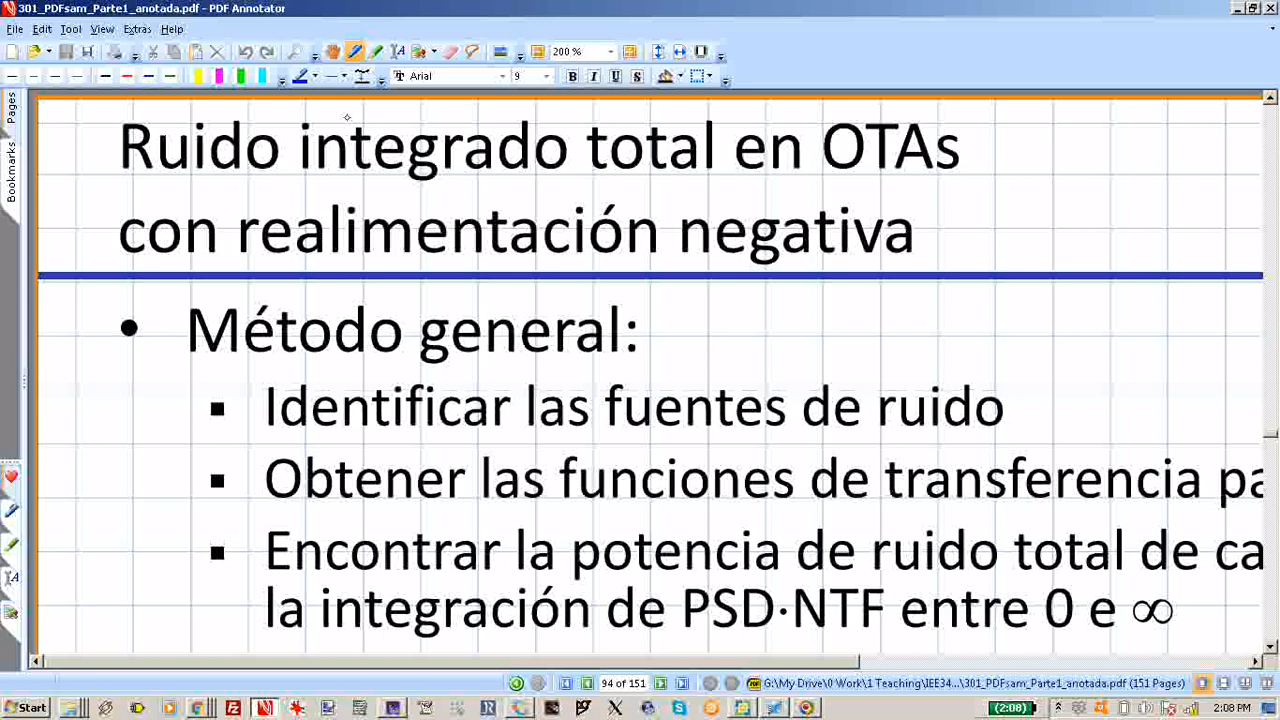 301_PDFsam_Parte1_anotada.pdf - PDF Annotator
File Edit Tool View Extras Help
200 %
Arial 9 B I U S
Pages
Bookmarks
Ruido integrado total en OTAs
con realimentación negativa
• Método general:
▪ Identificar las fuentes de ruido
▪ Obtener las funciones de transferencia pa
▪ Encontrar la potencia de ruido total de ca
la integración de PSD·NTF entre 0 e ∞
94 of 151
G:\My Drive\0 Work\1 Teaching\IEE34...\301_PDFsam_Parte1_anotada.pdf (151 Pages)
Start
(2:08)
2:08 PM